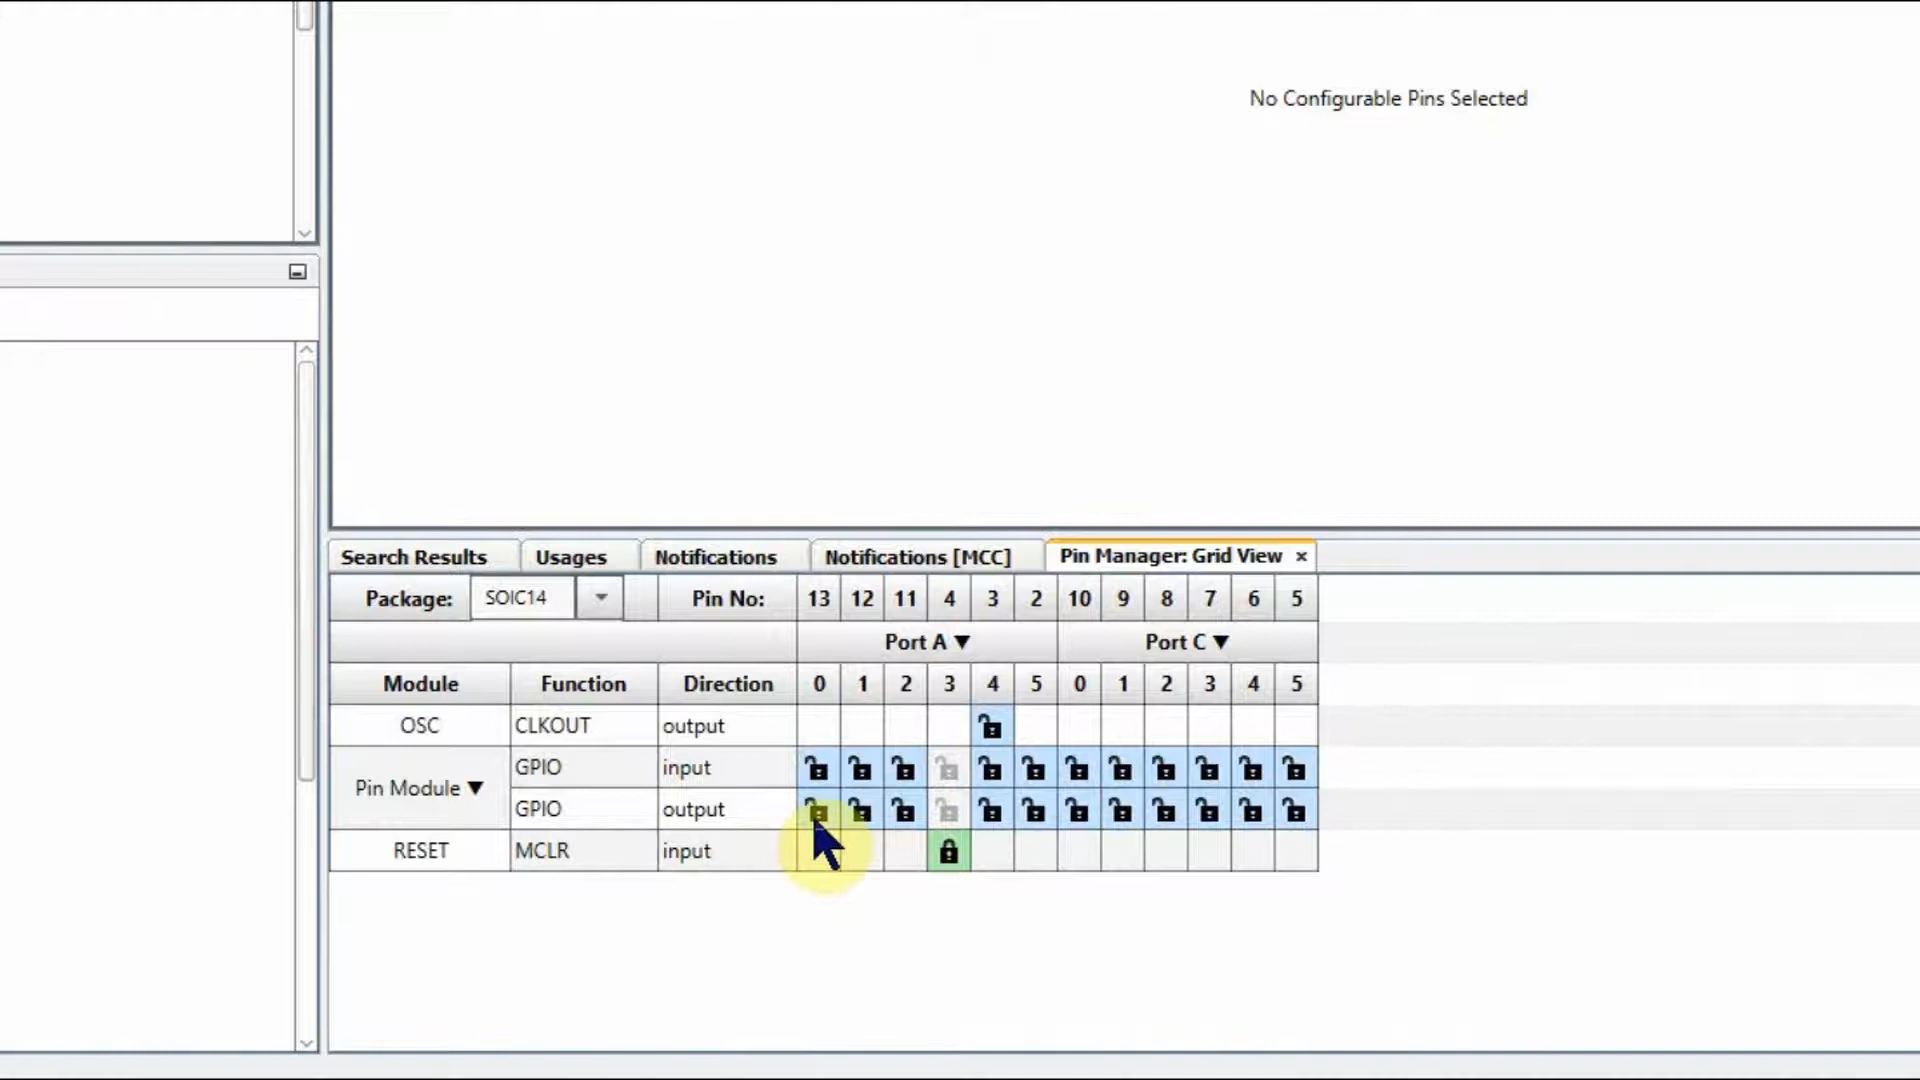 No Configurable Pins Selected
Search Results Usages Notifications Notifications [MCC] Pin Manager: Grid View ×
Package: SOIC14 Pin No: 13 12 11 4 3 2 10 9 8 7 6 5
Port A ▼ Port C ▼
Module Function Direction 0 1 2 3 4 5 0 1 2 3 4 5
OSC CLKOUT output
Pin Module ▼ GPIO input
GPIO output
RESET MCLR input